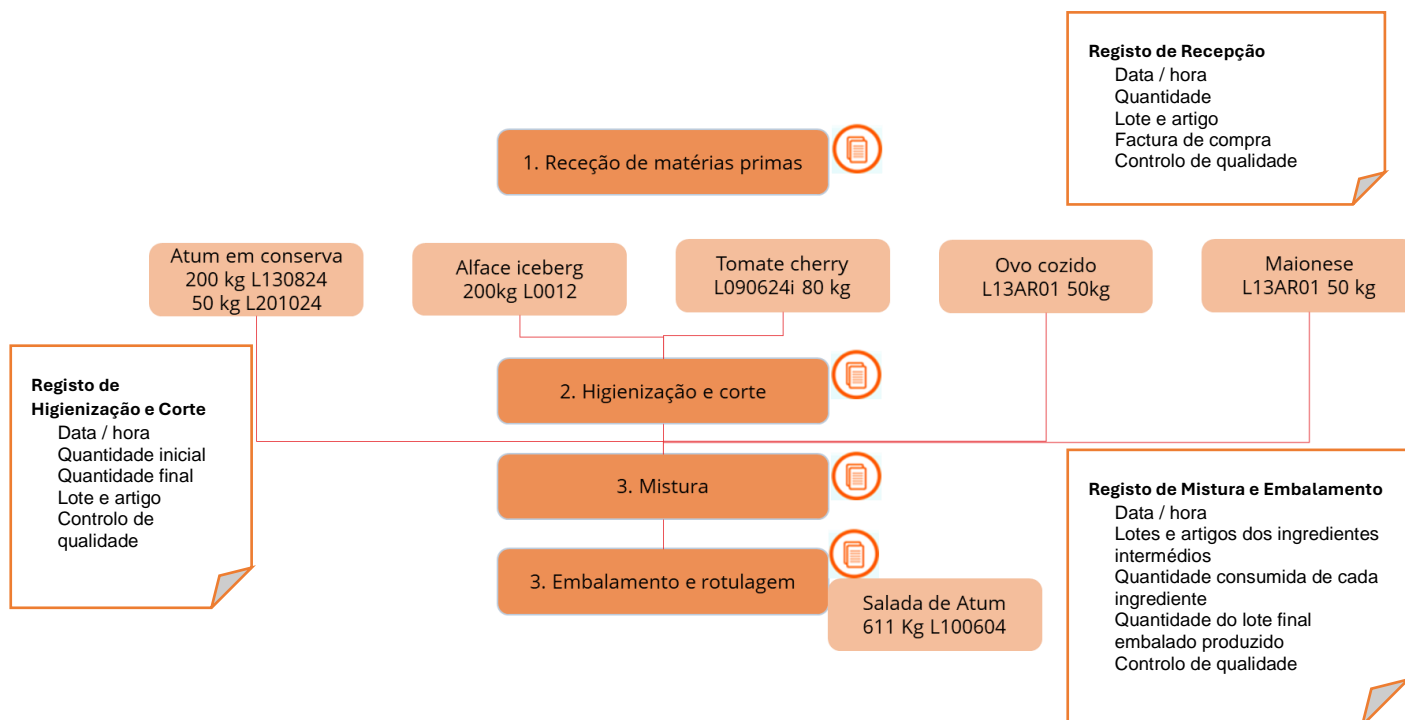 Registo de Recepção
Data / hora
Quantidade
Lote e artigo
Factura de compra
Controlo de qualidade
1. Receção de matérias primas
Atum em conserva
200 kg L130824
50 kg L201024
Alface iceberg
200kg L0012
Tomate cherry
L090624i 80 kg
Ovo cozido
L13AR01 50kg
Maionese
L13AR01 50 kg
Registo de
Higienização e Corte
Data / hora
Quantidade inicial
Quantidade final
Lote e artigo
Controlo de
qualidade
2. Higienização e corte
3. Mistura
3. Embalamento e rotulagem
Salada de Atum
611 Kg L100604
Registo de Mistura e Embalamento
Data / hora
Lotes e artigos dos ingredientes
intermédios
Quantidade consumida de cada
ingrediente
Quantidade do lote final
embalado produzido
Controlo de qualidade